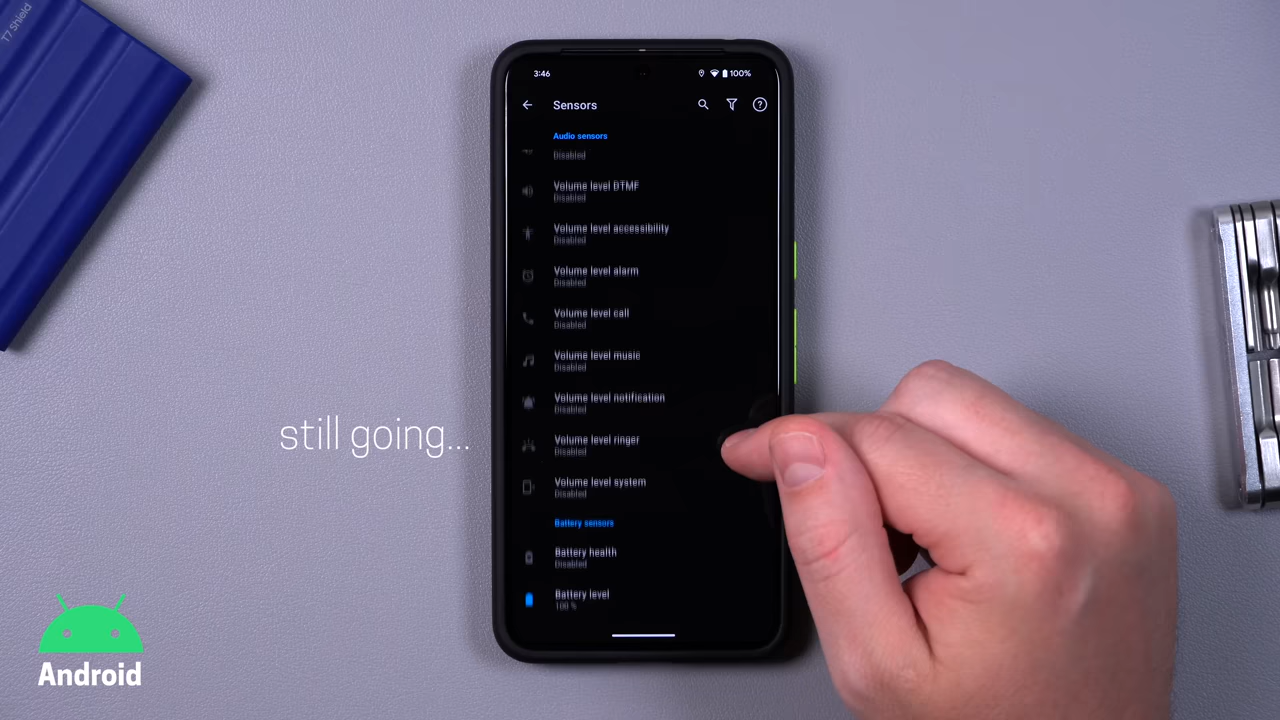 T7 Shield
3:46
100%
Sensors
?
Audio sensors
Disabled
Volume level DTMF
Disabled
Volume level accessibility
Disabled
Volume level alarm
Disabled
Volume level call
Disabled
Volume level music
Disabled
Volume level notification
Disabled
Volume level ringer
Disabled
Volume level system
Disabled
Battery sensors
Battery health
Disabled
Battery level
100 %
still going...
Android